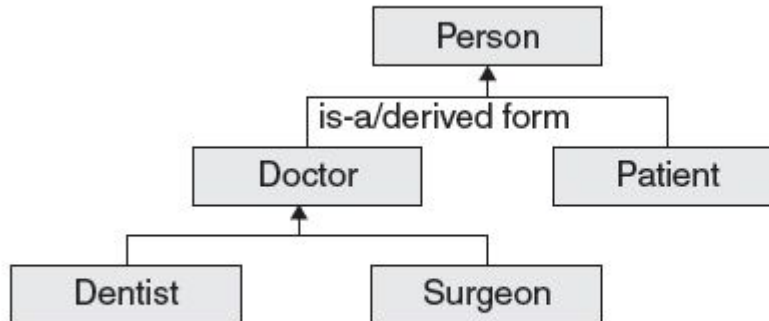 Person
is-a/derived form
Doctor
Patient
Dentist
Surgeon